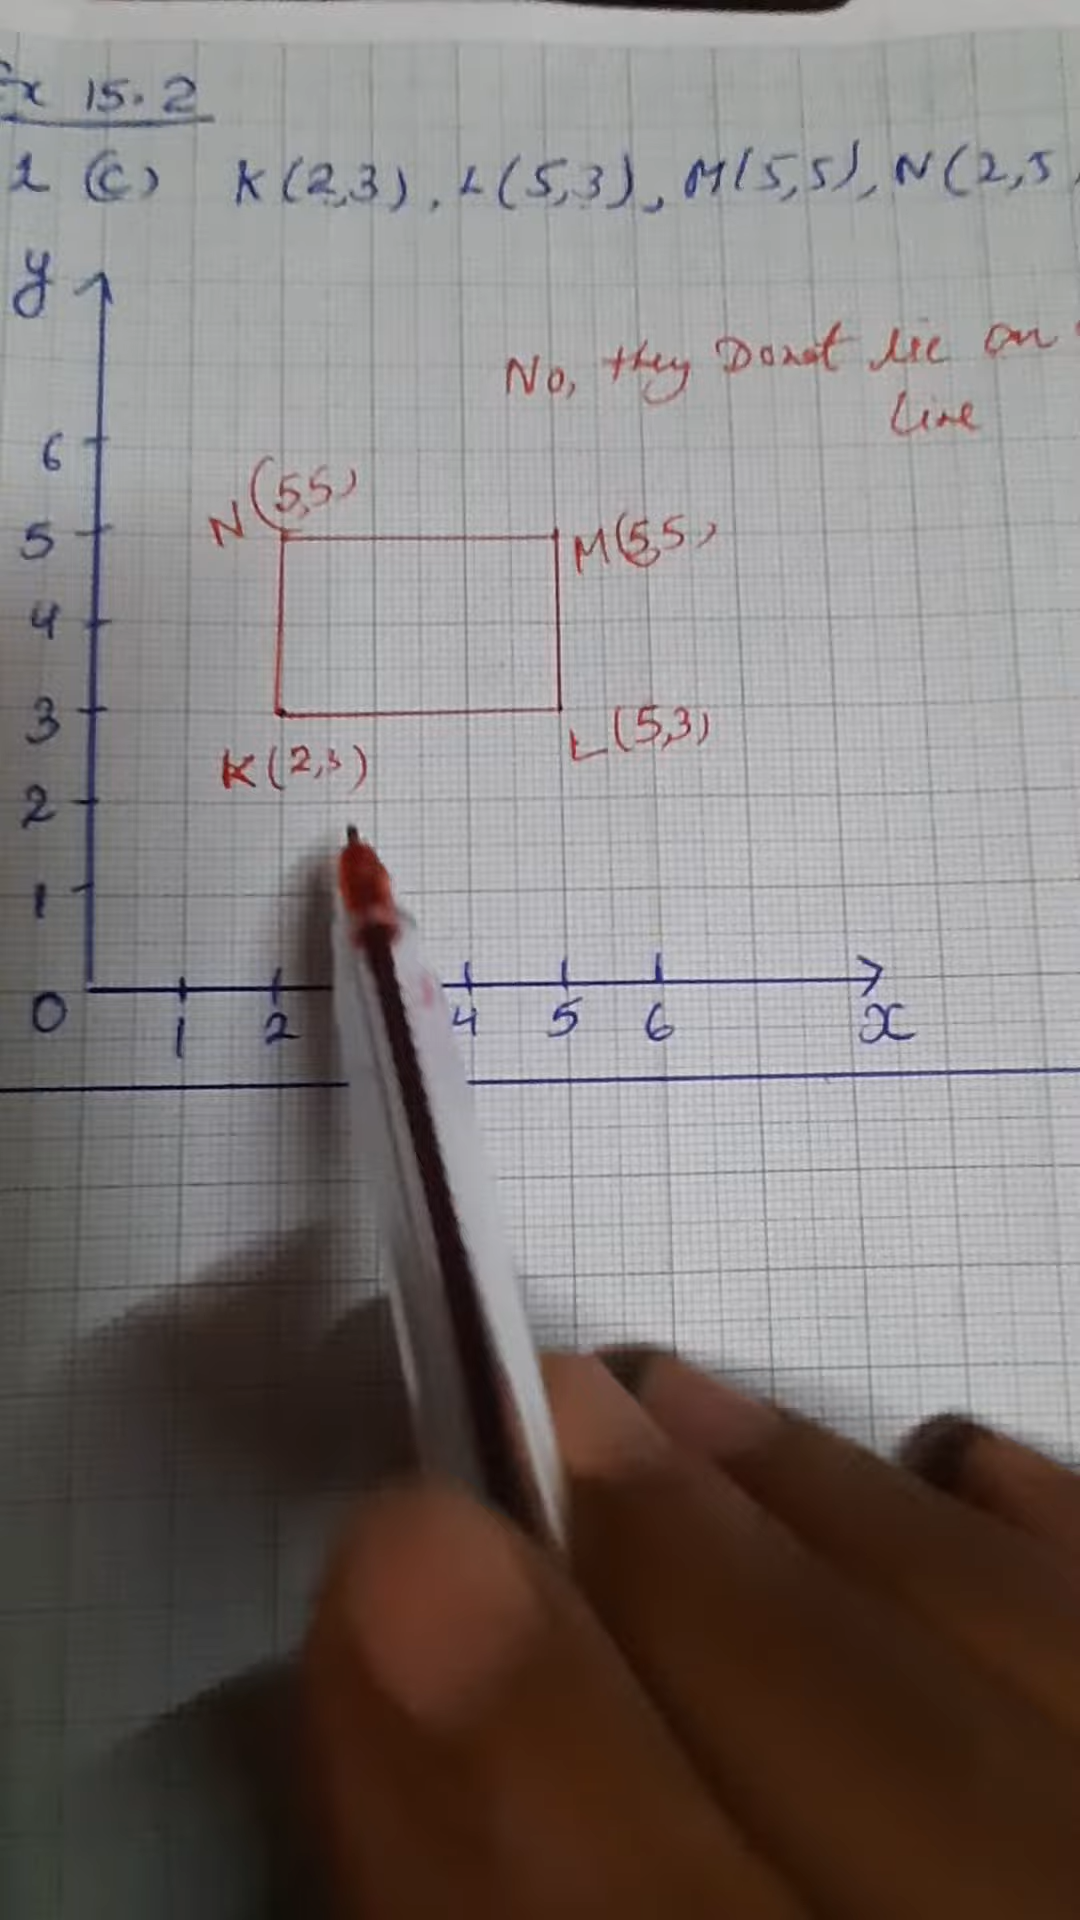 Ex 15.2
1 (c) K(2,3), L(5,3), M(5,5), N(2,5
y
No, they Donot lie on
line
6
N(5,5)
5
M(5,5)
4
3
L(5,3)
K(2,3)
2
1
0
1 2 4 5 6 x